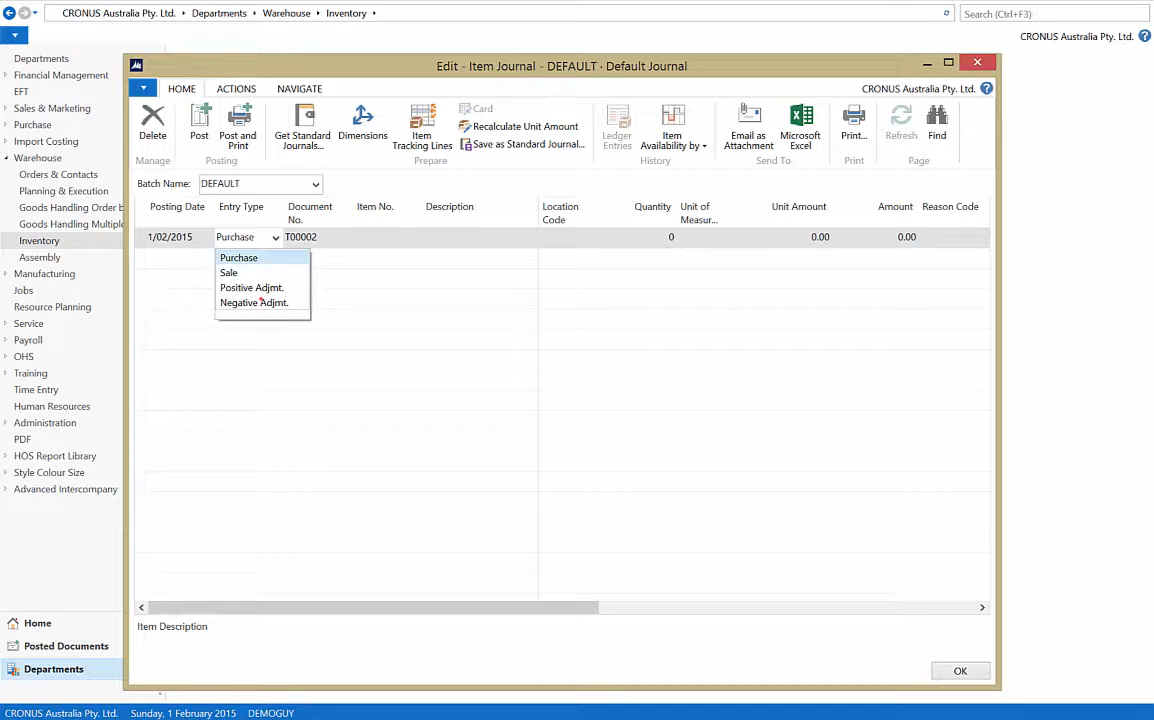 CRONUS Australia Pty. Ltd. Departments Warehouse Inventory
Search (Ctrl+F3)
CRONUS Australia Pty. Ltd.
Departments
Financial Management
EFT
Sales & Marketing
Purchase
Import Costing
Warehouse
Orders & Contacts
Planning & Execution
Goods Handling Order b
Goods Handling Multiple
Inventory
Assembly
Manufacturing
Jobs
Resource Planning
Service
Payroll
OHS
Training
Time Entry
Human Resources
Administration
PDF
HOS Report Library
Style Colour Size
Advanced Intercompany
Home
Posted Documents
Departments
Edit - Item Journal - DEFAULT · Default Journal
HOME ACTIONS NAVIGATE
CRONUS Australia Pty. Ltd.
Delete
Manage
Post
Post and
Print
Posting
Get Standard
Journals...
Dimensions
Item
Tracking Lines
Card
Recalculate Unit Amount
Save as Standard Journal...
Prepare
Ledger
Entries
Item
Availability by
History
Email as
Attachment
Microsoft
Excel
Send To
Print...
Print
Refresh
Find
Page
Batch Name: DEFAULT
Posting Date Entry Type Document
No. Item No. Description Location
Code Quantity Unit of
Measur... Unit Amount Amount Reason Code
1/02/2015 Purchase T00002 0 0.00 0.00
Purchase
Sale
Positive Adjmt.
Negative Adjmt.
Item Description
OK
CRONUS Australia Pty. Ltd. Sunday, 1 February 2015 DEMOGUY